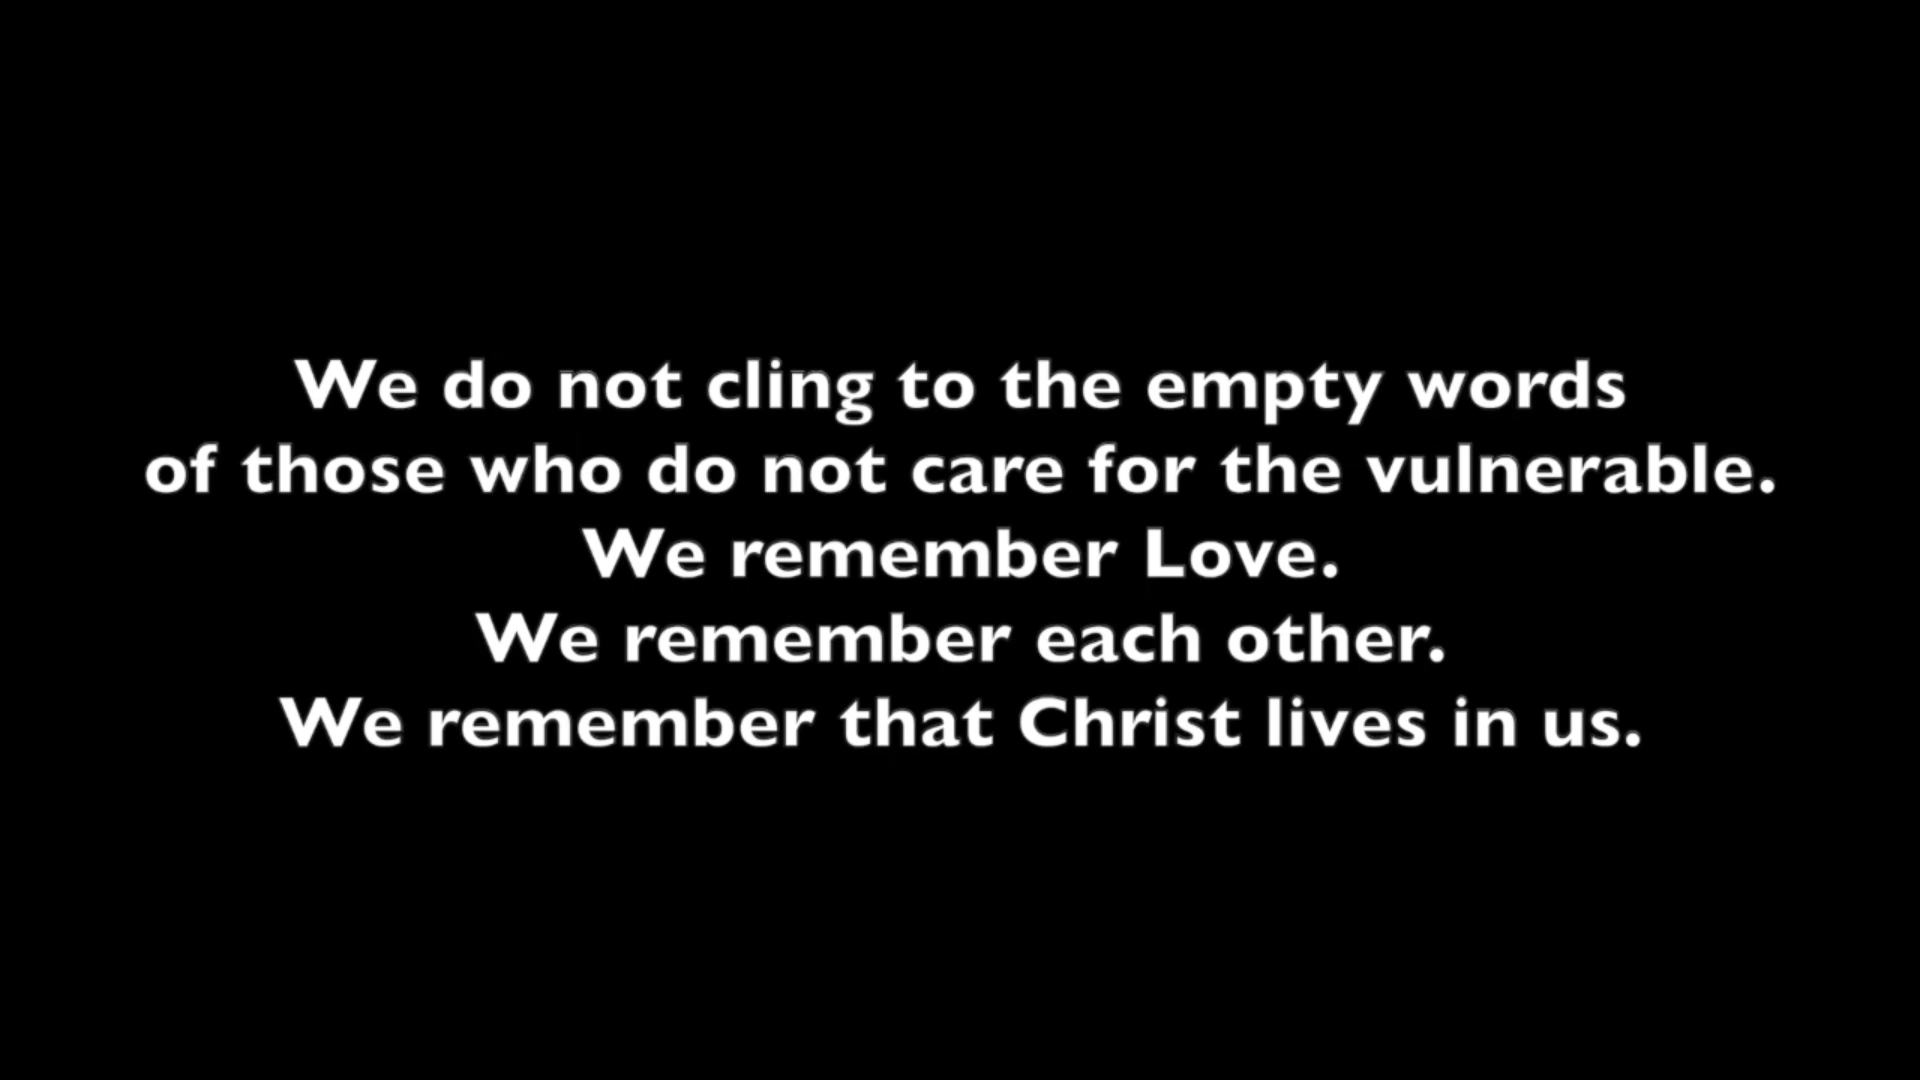 We do not cling to the empty words
of those who do not care for the vulnerable.
We remember Love.
We remember each other.
We remember that Christ lives in us.